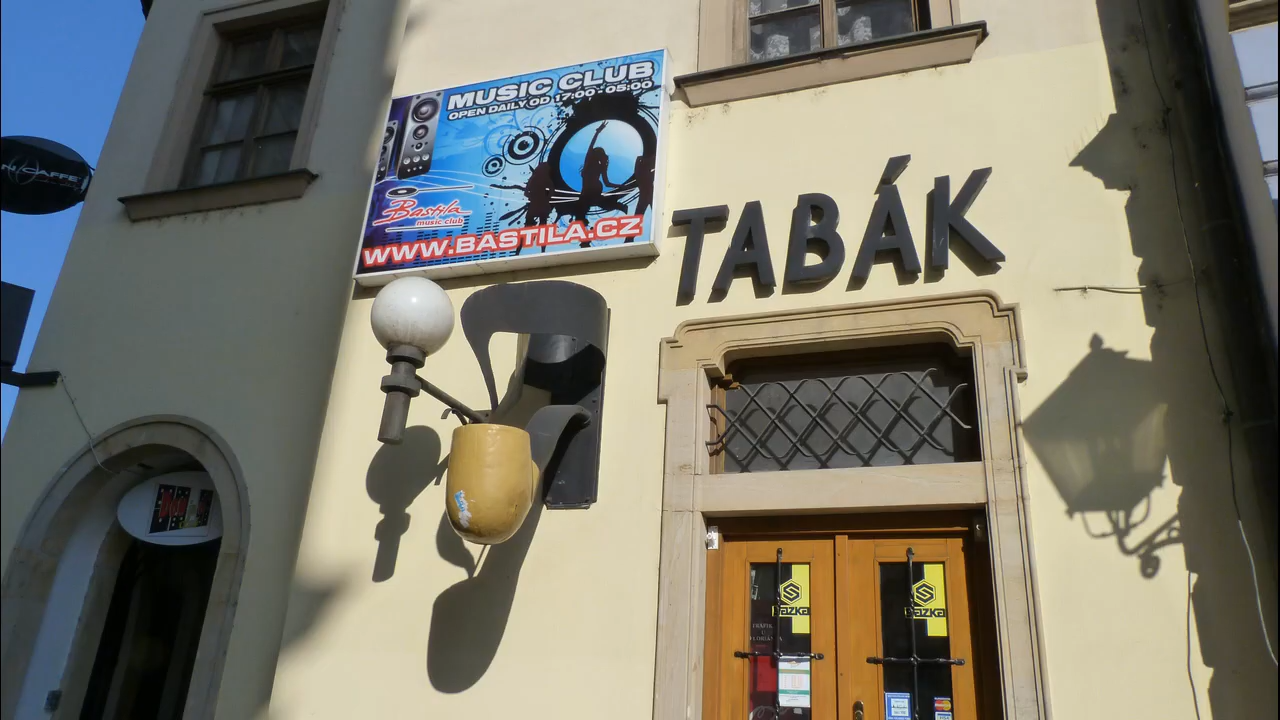 MUSIC CLUB
OPEN DAILY OD 17:00 - 05:00
Bastila
music club
WWW.BASTILA.CZ
TABÁK
Sazka
Sazka